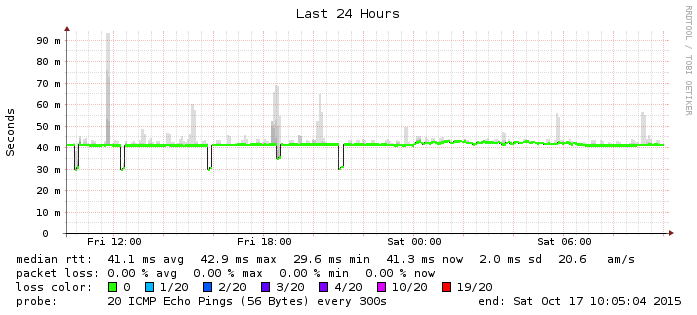 Last 24 Hours
RRDTOOL / TOBI OETIKER
Seconds
90 m
80 m
70 m
60 m
50 m
40 m
30 m
20 m
10 m
0
Fri 12:00 Fri 18:00 Sat 00:00 Sat 06:00
median rtt: 41.1 ms avg 42.9 ms max 29.6 ms min 41.3 ms now 2.0 ms sd 20.6 am/s
packet loss: 0.00 % avg 0.00 % max 0.00 % min 0.00 % now
loss color: 0 1/20 2/20 3/20 4/20 10/20 19/20
probe: 20 ICMP Echo Pings (56 Bytes) every 300s end: Sat Oct 17 10:05:04 2015